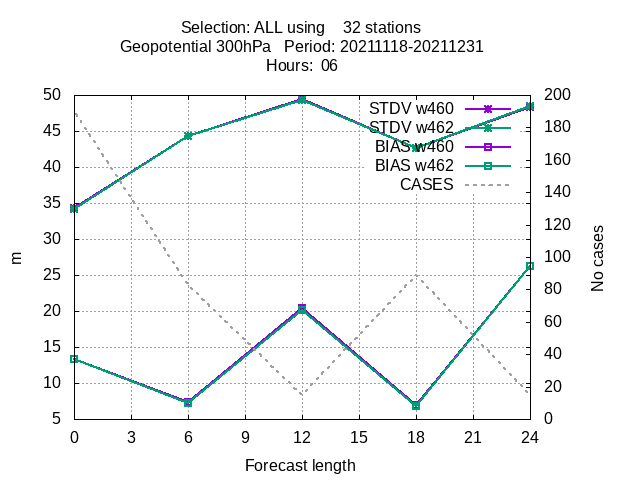 Selection: ALL using    32 stations
Geopotential 300hPa   Period: 20211118-20211231
Hours:  06
50
45
40
35
30
25
20
15
10
5
m
200
180
160
140
120
100
80
60
40
20
0
No cases
STDV w460
STDV w462
BIAS w460
BIAS w462
CASES
0 3 6 9 12 15 18 21 24
Forecast length